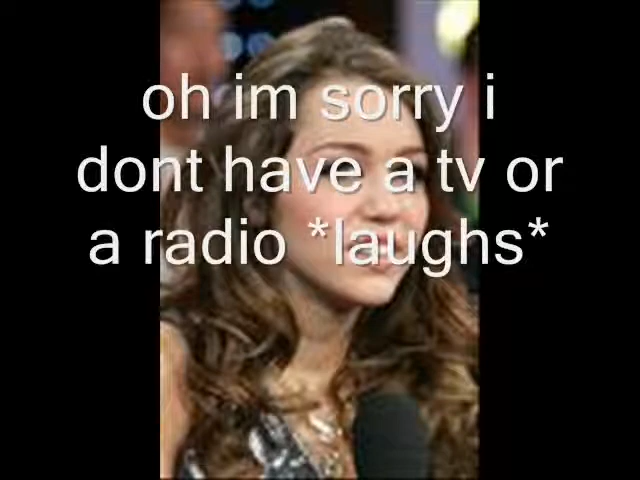 oh im sorry i
dont have a tv or
a radio *laughs*